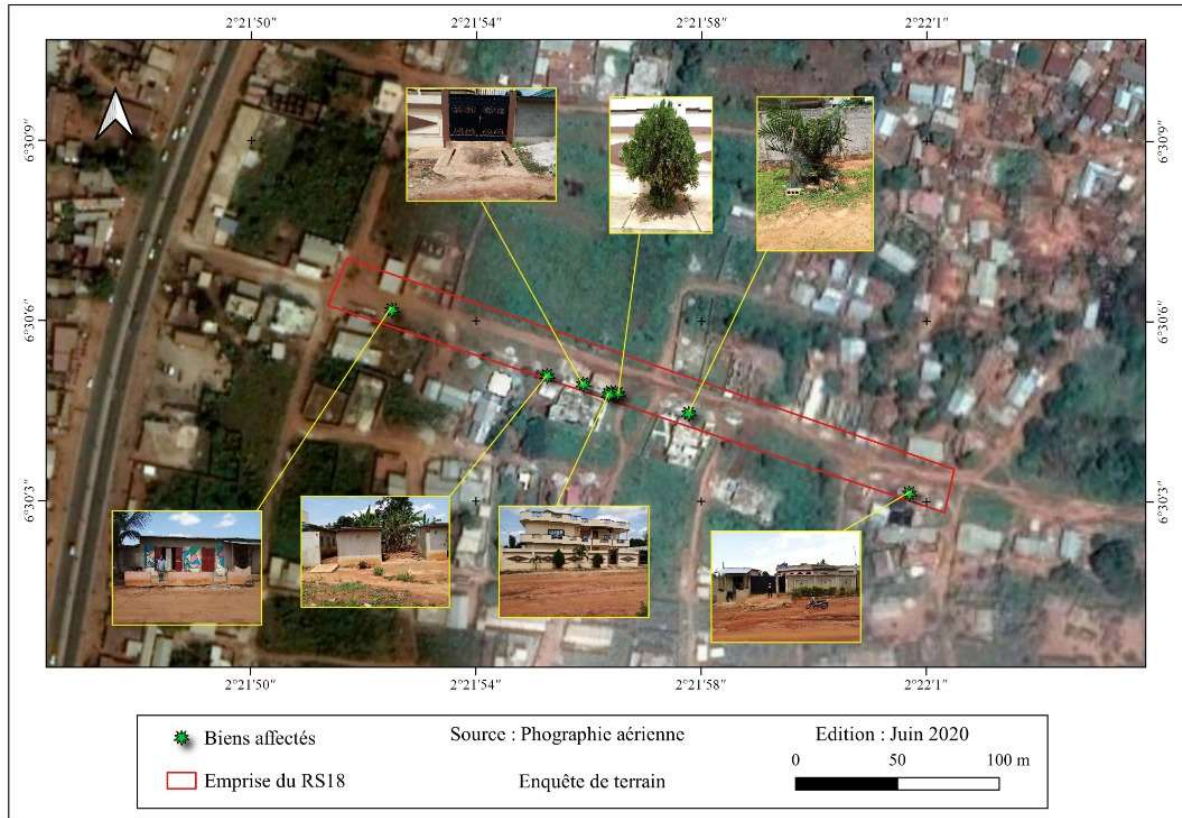 2°21'50" 2°21'54" 2°21'58" 2°22'1"
6°30'9" 6°30'9"
6°30'6" 6°30'6"
6°30'3" 6°30'3"
2°21'50" 2°21'54" 2°21'58" 2°22'1"
Biens affectés Source : Phographie aérienne Edition : Juin 2020
0 50 100 m
Emprise du RS18 Enquête de terrain